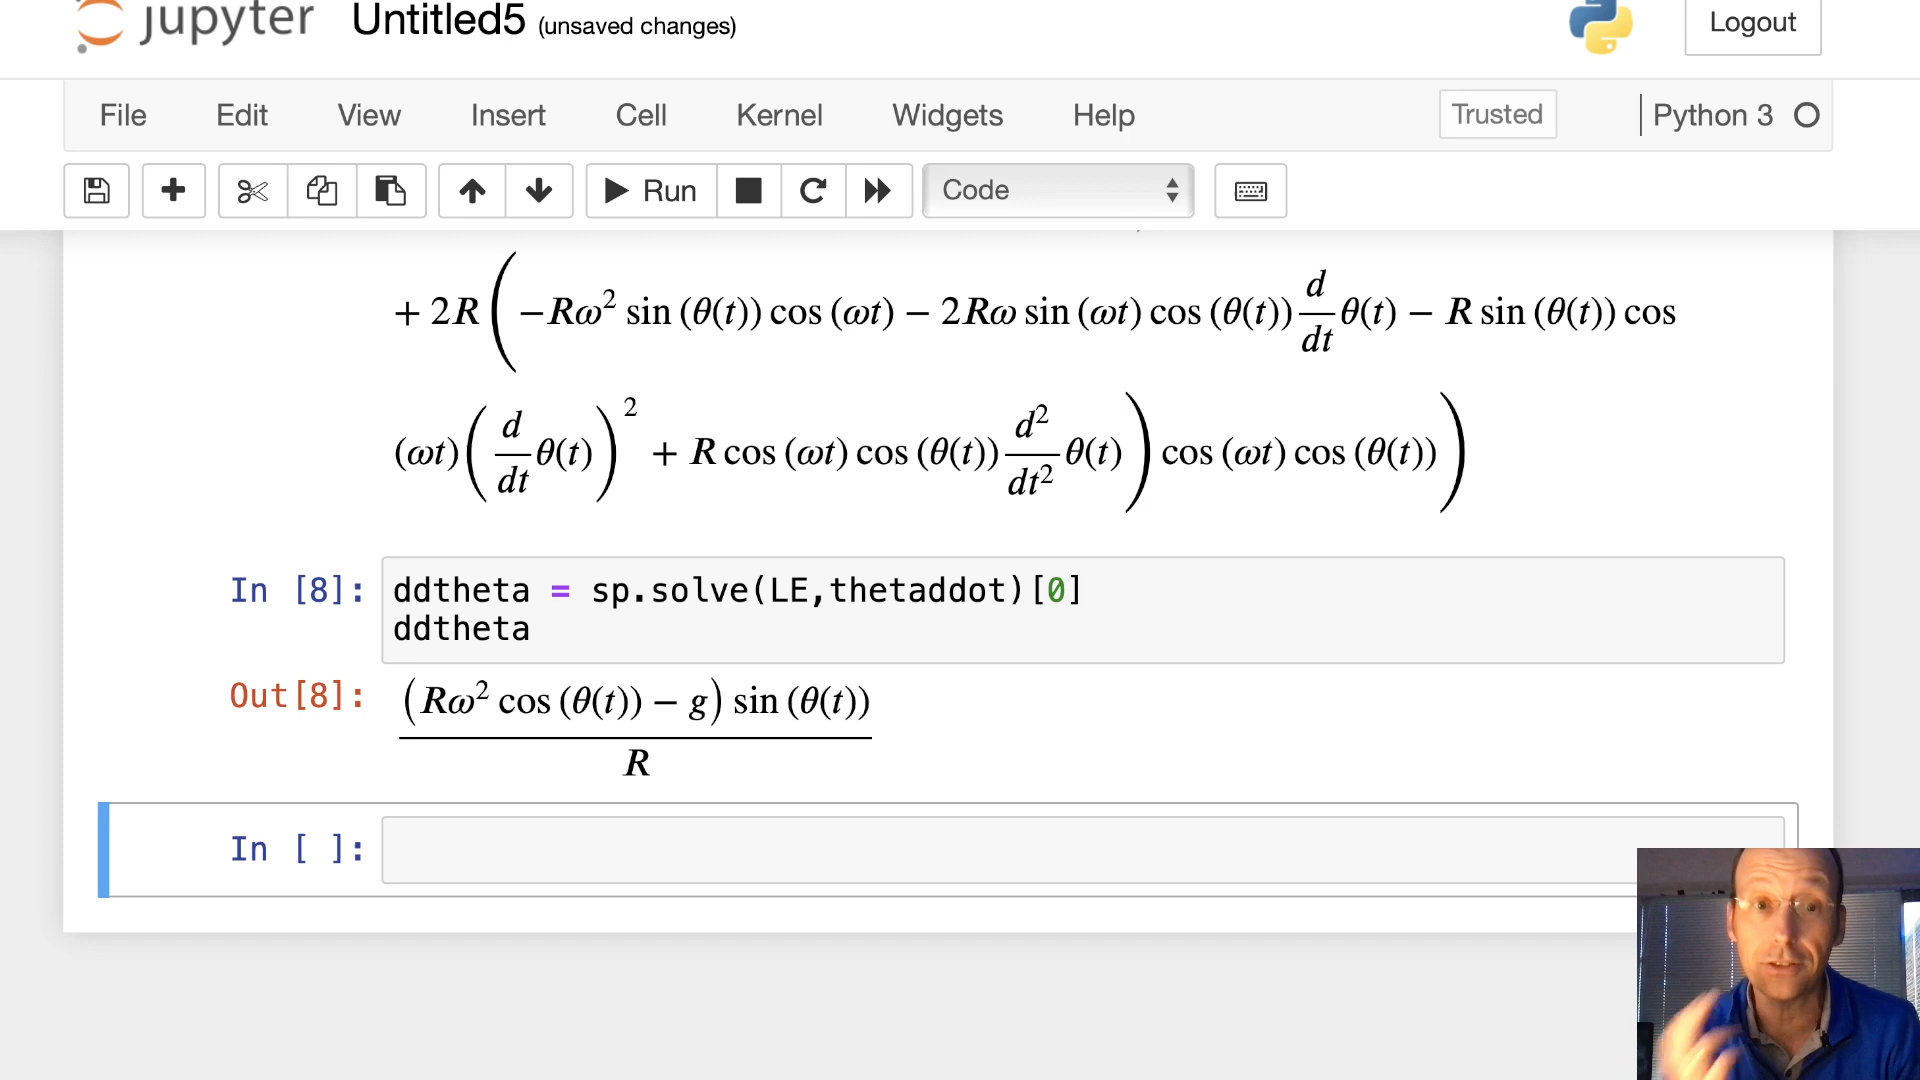 jupyter Untitled5 (unsaved changes) Logout
File Edit View Insert Cell Kernel Widgets Help Trusted Python 3
Run Code
+ 2R(−Rω² sin (θ(t)) cos (ωt) − 2Rω sin (ωt) cos (θ(t)) d/dt θ(t) − R sin (θ(t)) cos
(ωt)(d/dt θ(t))² + R cos (ωt) cos (θ(t)) d²/dt² θ(t)) cos (ωt) cos (θ(t)))
In [8]: ddtheta = sp.solve(LE,thetaddot)[0]
ddtheta
Out[8]: (Rω² cos (θ(t)) − g) sin (θ(t))
R
In [ ]: